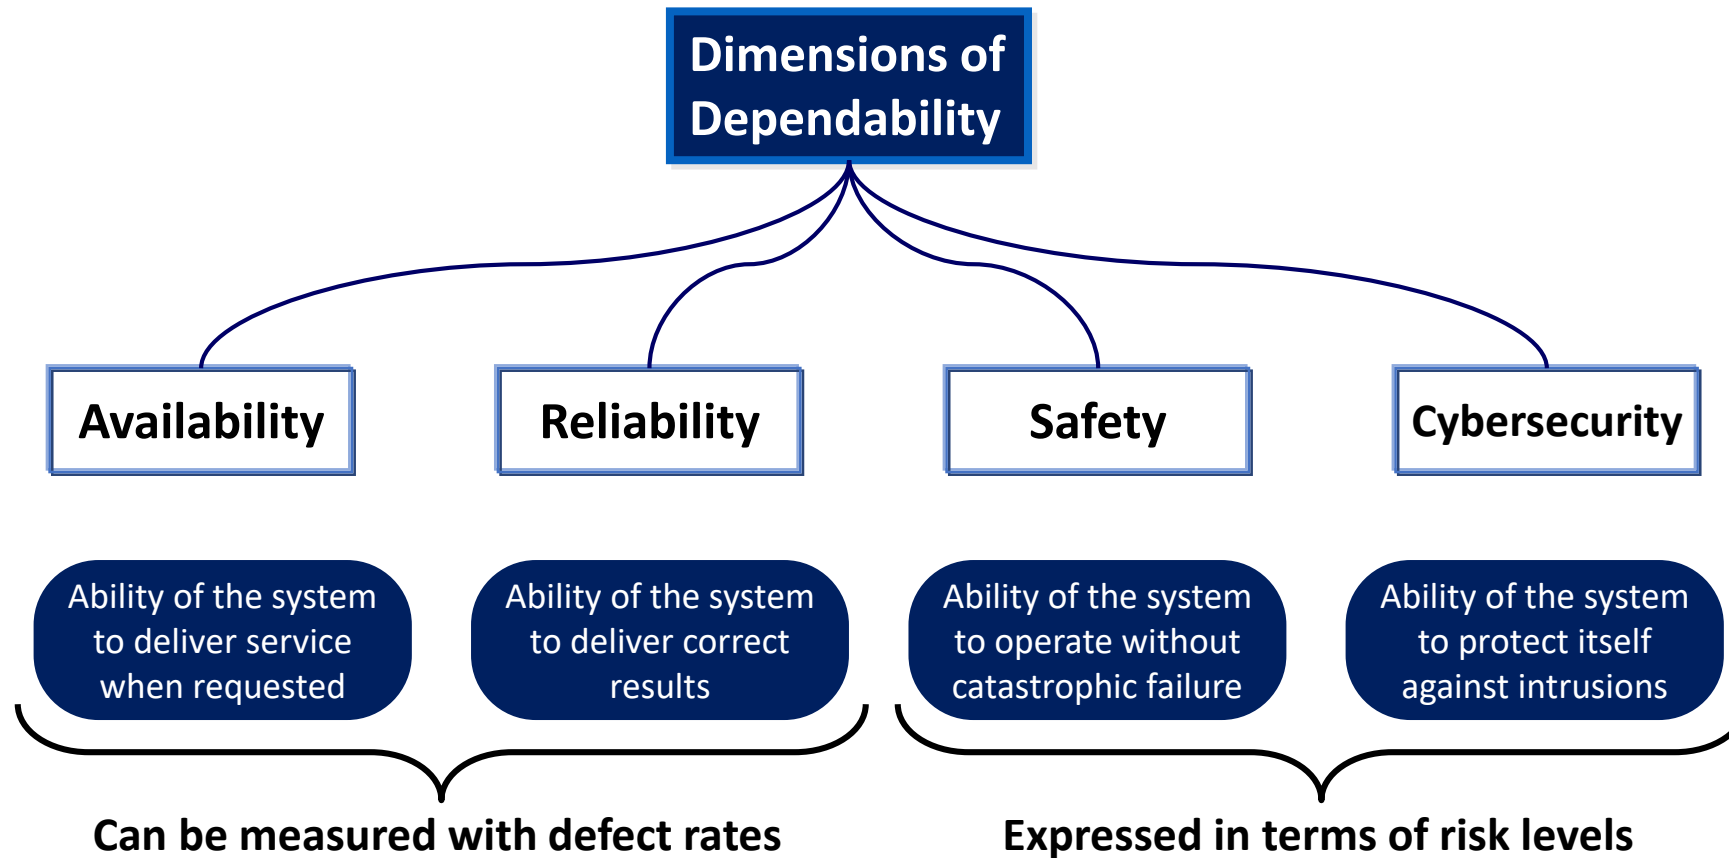 Dimensions of
Dependability
Availability
Reliability
Safety
Cybersecurity
Ability of the system
to deliver service
when requested
Ability of the system
to deliver correct
results
Ability of the system
to operate without
catastrophic failure
Ability of the system
to protect itself
against intrusions
Can be measured with defect rates
Expressed in terms of risk levels